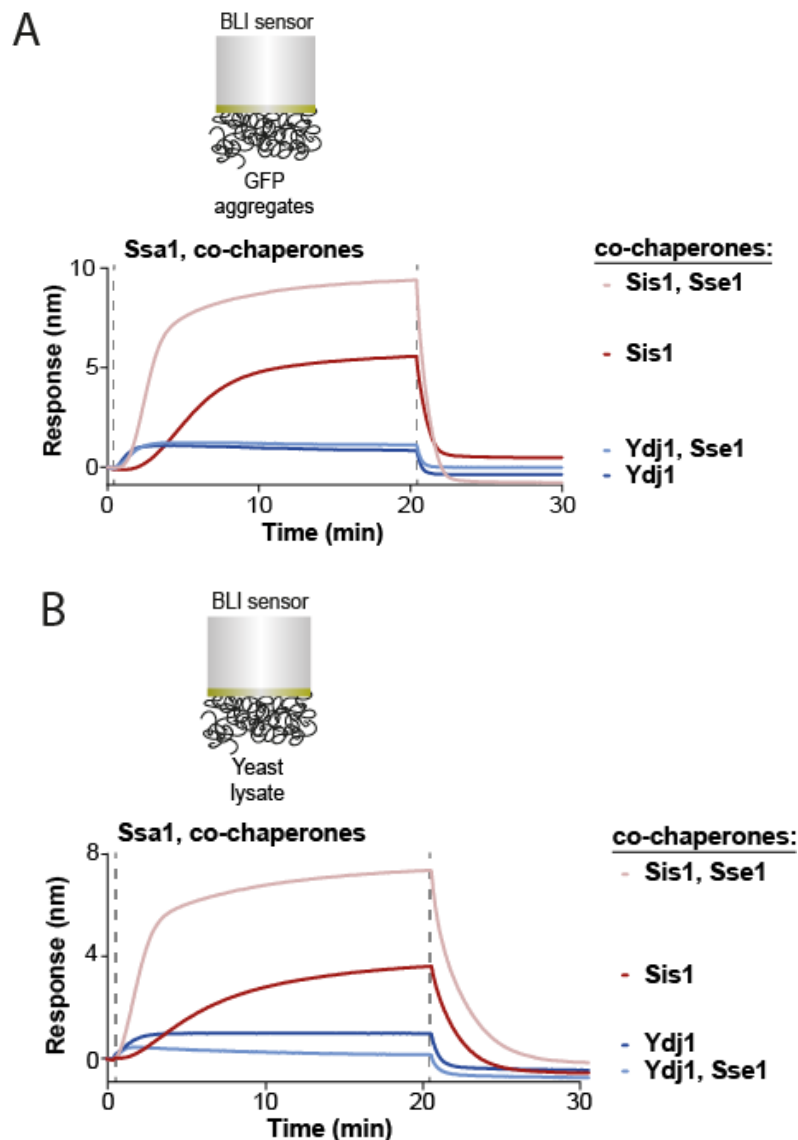 A
BLI sensor
GFP
aggregates
Ssa1, co-chaperones
co-chaperones:
10
5
0
Response (nm)
Sis1, Sse1
Sis1
Ydj1, Sse1
Ydj1
0 10 20 30
Time (min)
B
BLI sensor
Yeast
lysate
Ssa1, co-chaperones
co-chaperones:
8
4
0
Response (nm)
Sis1, Sse1
Sis1
Ydj1
Ydj1, Sse1
0 10 20 30
Time (min)